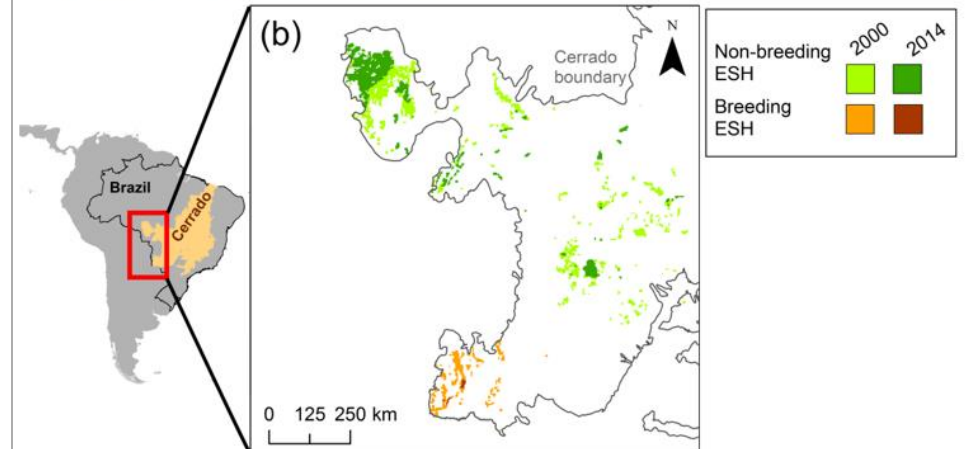 (b)
N
Cerrado
boundary
Brazil
Cerrado
0 125 250 km
2000 2014
Non-breeding
ESH
Breeding
ESH